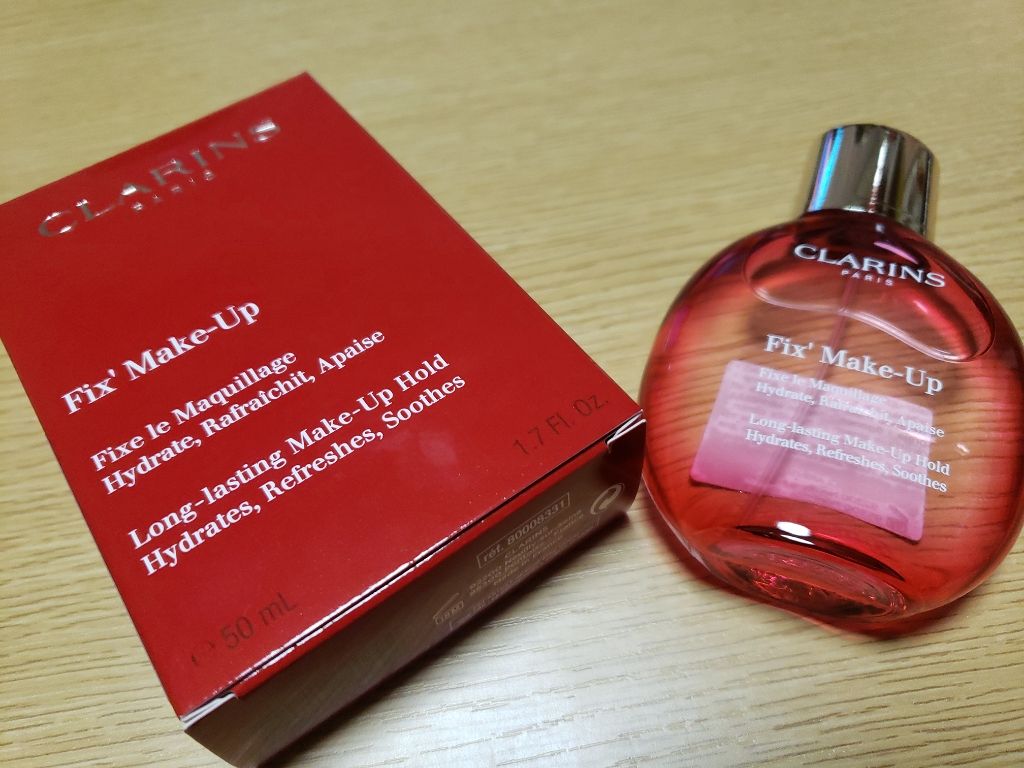 CLARINS
PARIS
Fix' Make-Up
Fixe le Maquillage
Hydrate, Rafraîchit, Apaise
Long-lasting Make-Up Hold
Hydrates, Refreshes, Soothes
e 50 mL
1.7 Fl. Oz.
réf. 80008331
CLARINS
PARIS
Fix' Make-Up
Fixe le Maquillage
Hydrate, Rafraîchit, Apaise
Long-lasting Make-Up Hold
Hydrates, Refreshes, Soothes